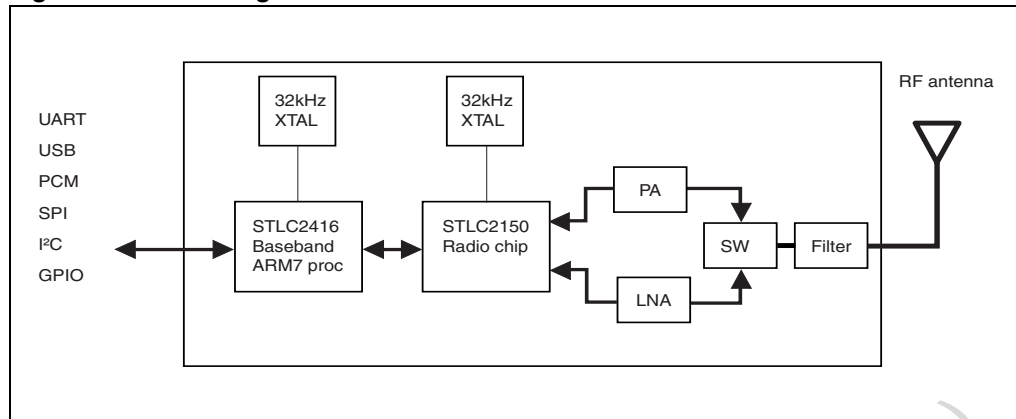 UART
USB
PCM
SPI
I²C
GPIO
32kHz
XTAL
32kHz
XTAL
STLC2416
Baseband
ARM7 proc
STLC2150
Radio chip
PA
LNA
SW
Filter
RF antenna